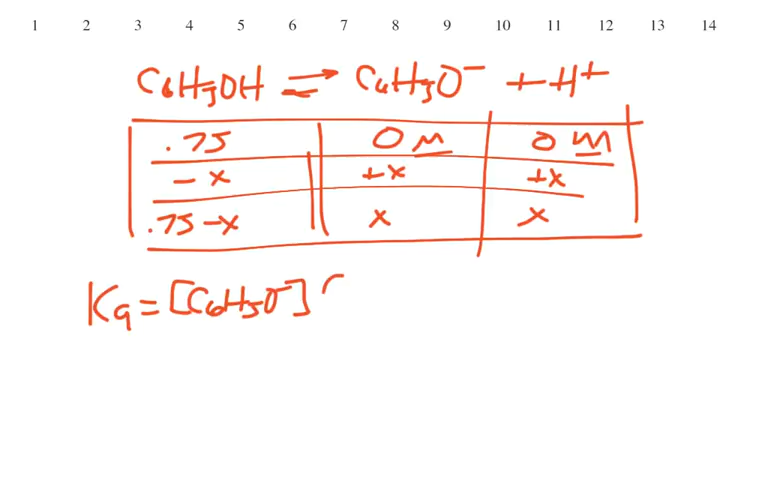 1 2 3 4 5 6 7 8 9 10 11 12 13 14
C6H5OH ⇌ C6H5O⁻ + H⁺
.75 0 M 0 M
- x +x +x
.75-x x x
Ka = [C6H5O⁻] [